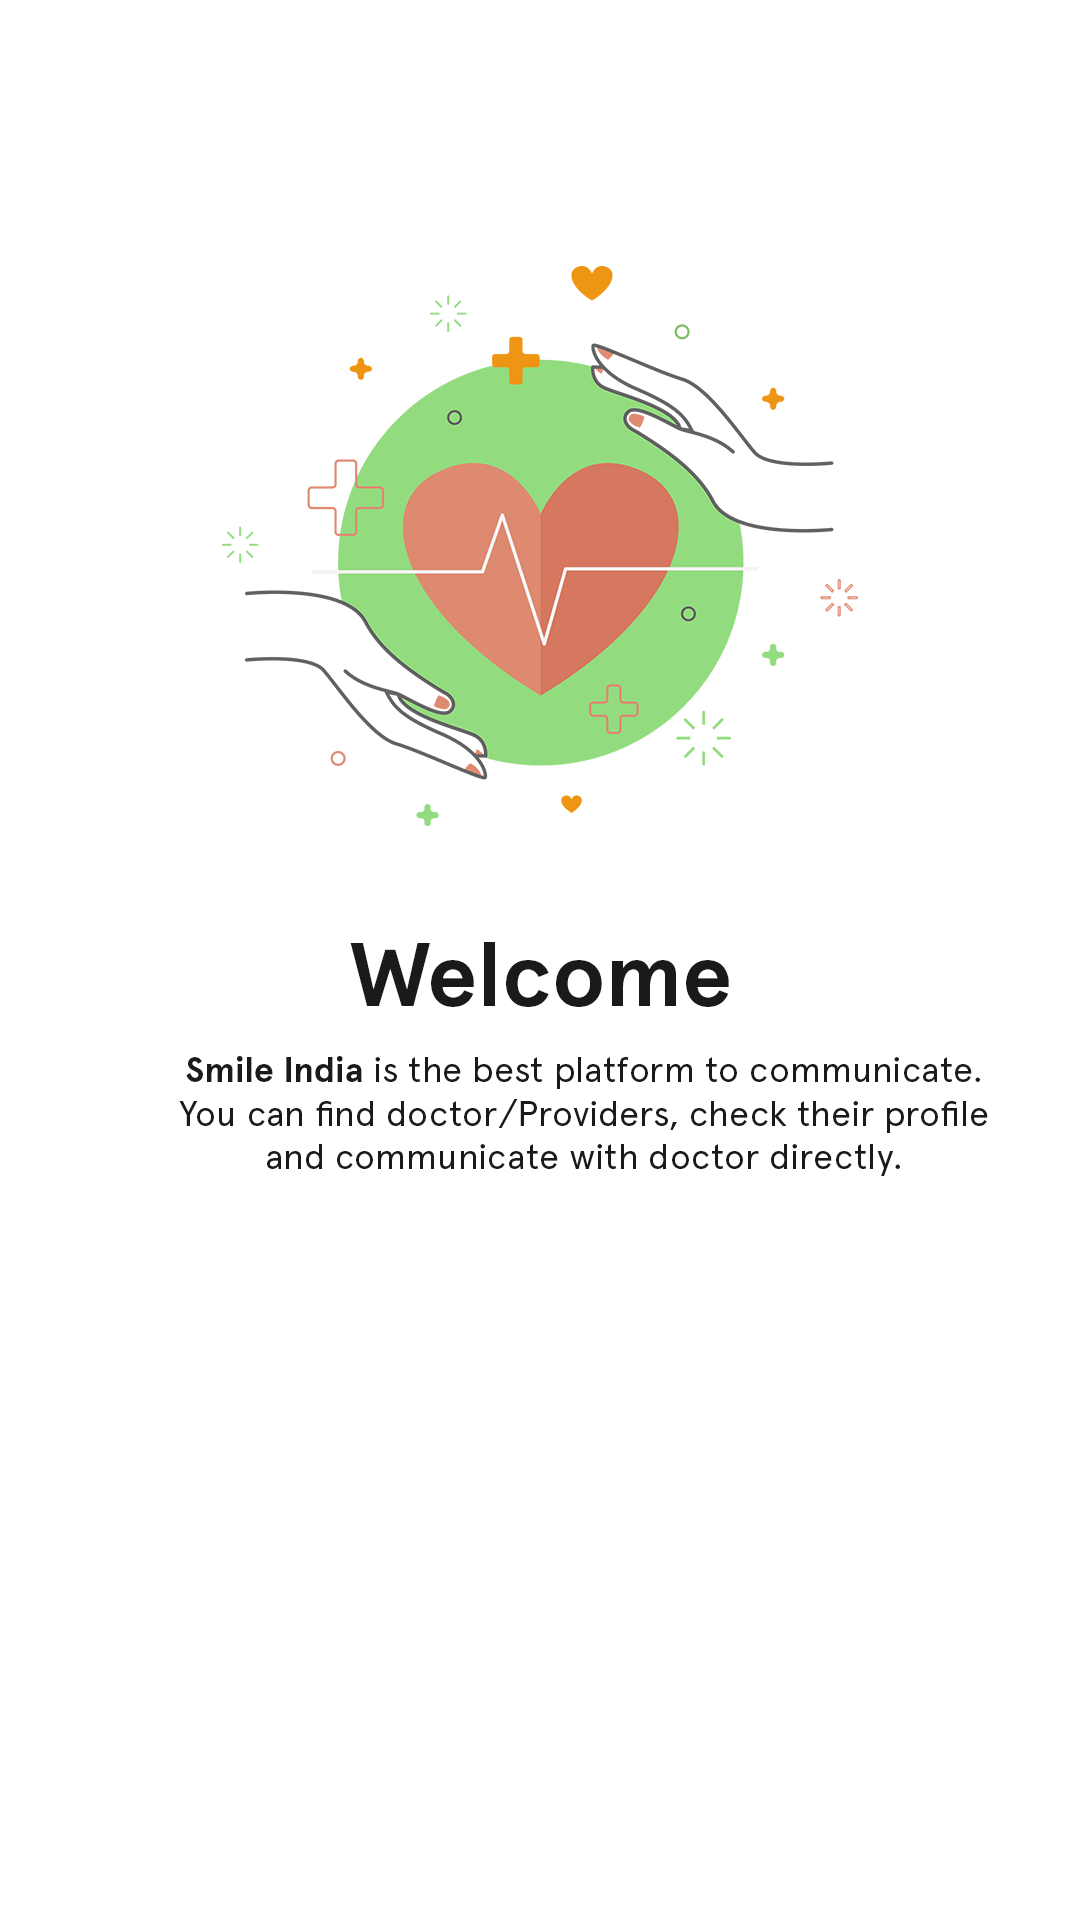 Welcome
Smile India is the best platform to communicate.
You can find doctor/Providers, check their profile
and communicate with doctor directly.